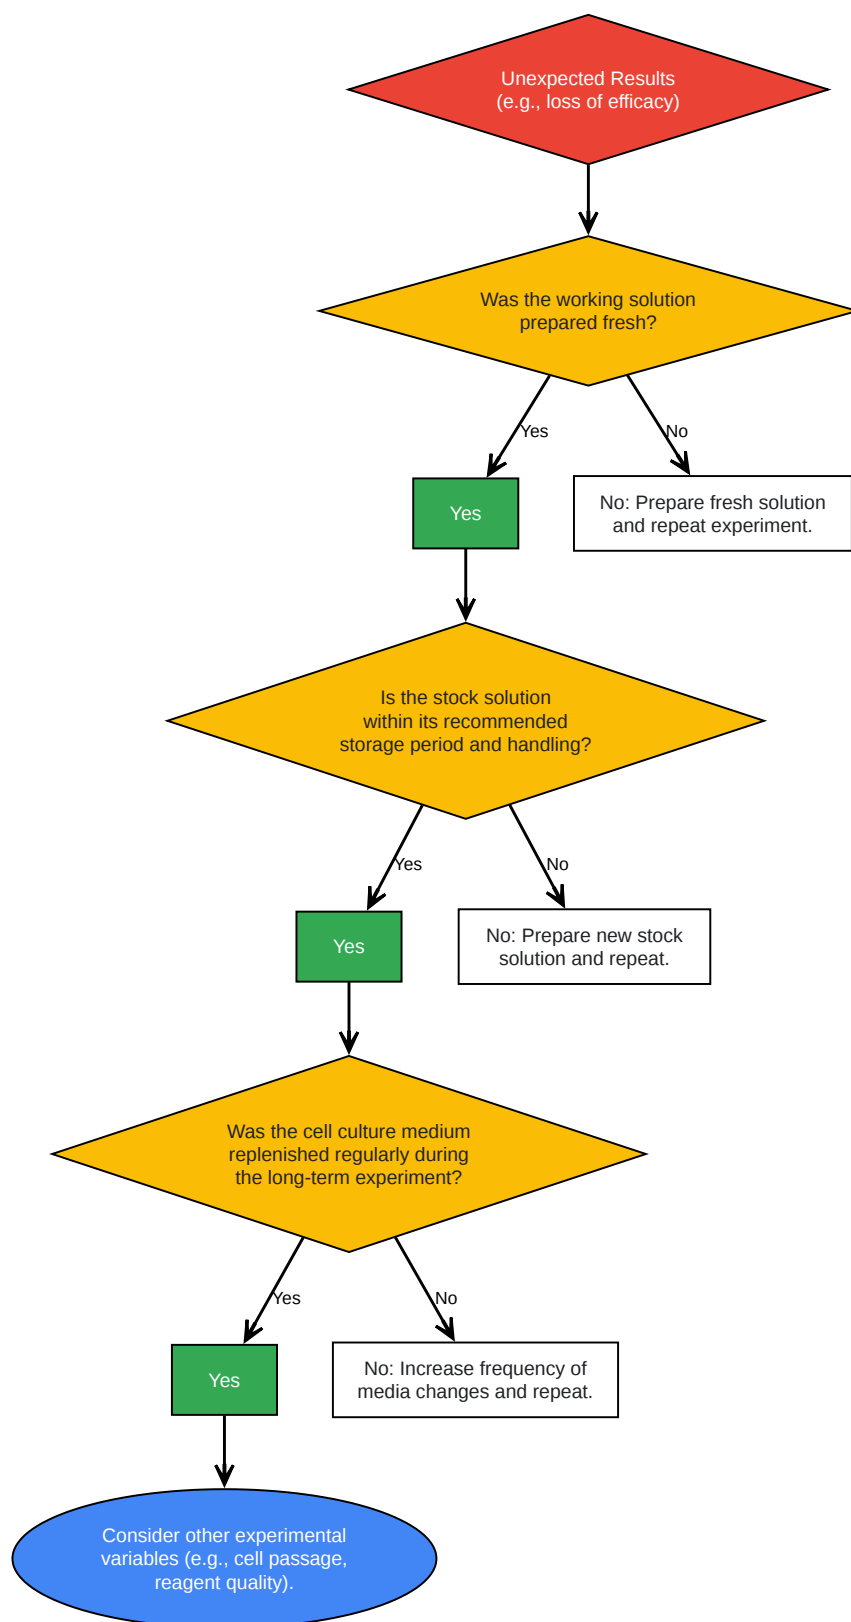 Unexpected Results
(e.g., loss of efficacy)
Was the working solution
prepared fresh?
Yes
No
Yes
No: Prepare fresh solution
and repeat experiment.
Is the stock solution
within its recommended
storage period and handling?
Yes
No
Yes
No: Prepare new stock
solution and repeat.
Was the cell culture medium
replenished regularly during
the long-term experiment?
Yes
No
Yes
No: Increase frequency of
media changes and repeat.
Consider other experimental
variables (e.g., cell passage,
reagent quality).